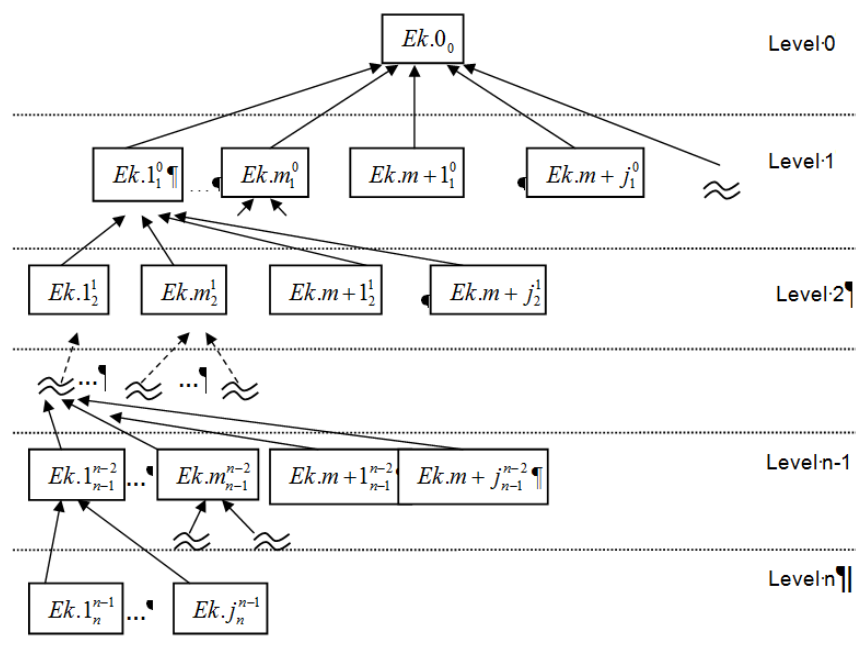 Ek.0₀ Level·0
Ek.1₁⁰¶ ...¶ Ek.m₁⁰ Ek.m+1₁⁰ ¶ Ek.m+j₁⁰ Level·1
Ek.1₂¹ Ek.m₂¹ Ek.m+1₂¹ ¶ Ek.m+j₂¹ Level·2¶
...¶ ...¶
Ek.1ₙ₋₁ⁿ⁻² ...¶ Ek.mₙ₋₁ⁿ⁻² Ek.m+1ₙ₋₁ⁿ⁻²¶ Ek.m+jₙ₋₁ⁿ⁻²¶ Level·n-1
Ek.1ₙⁿ⁻¹ ...¶ Ek.jₙⁿ⁻¹ Level·n¶